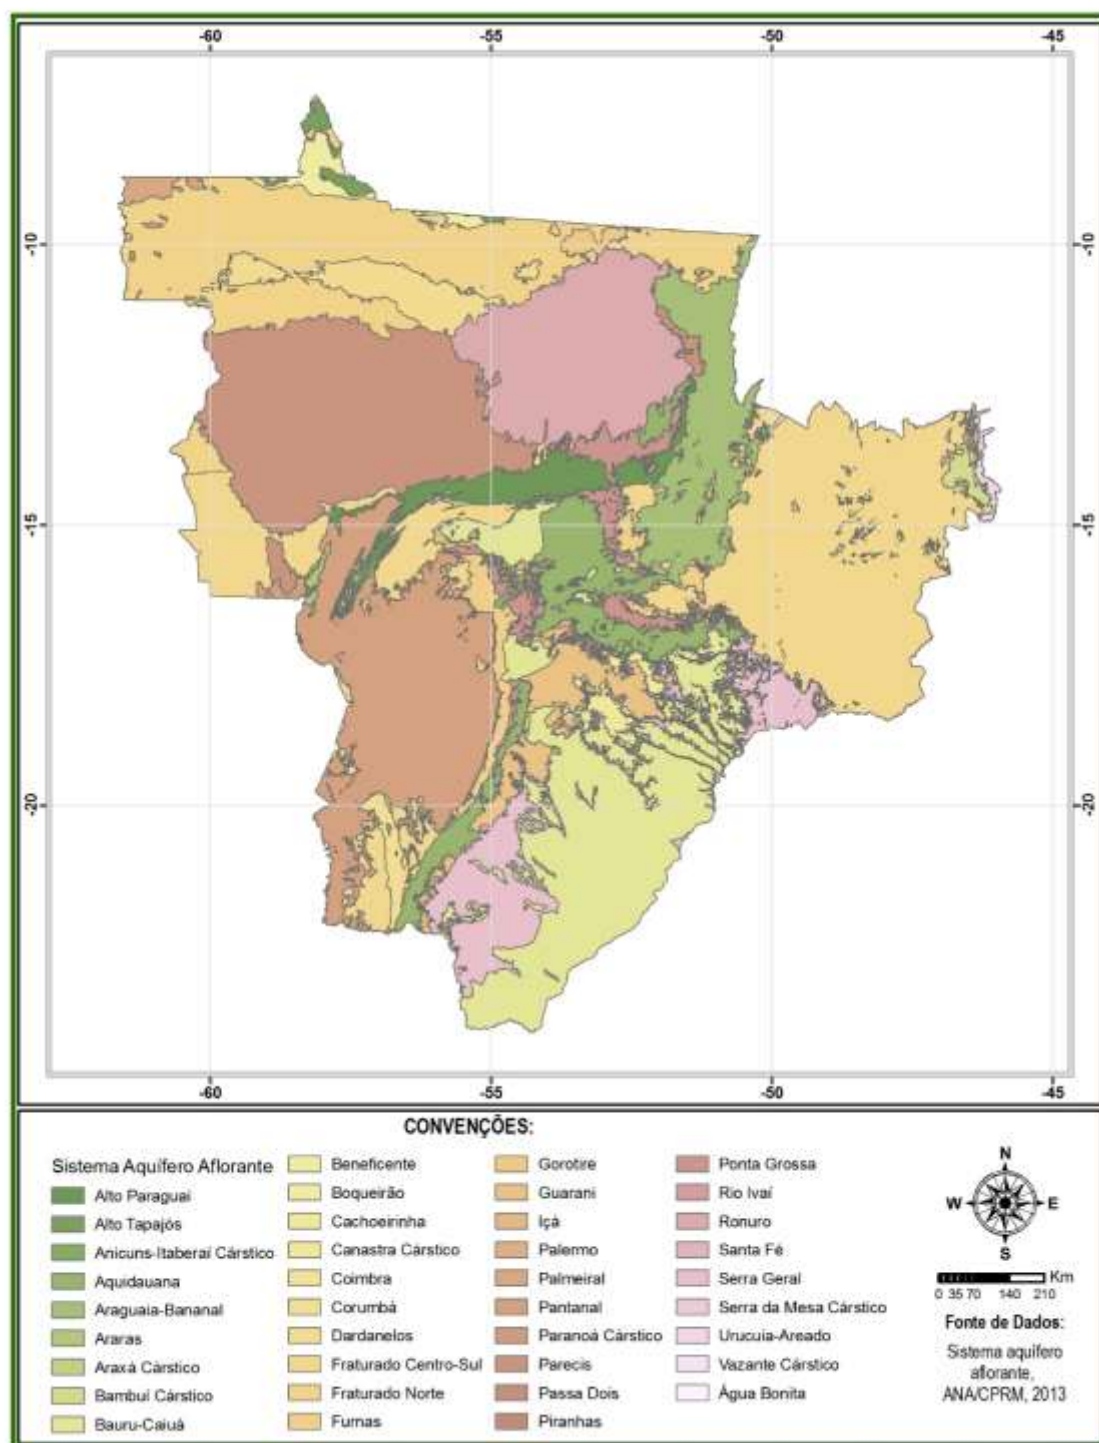 -60 -55 -50 -45
-10 -10
-15 -15
-20 -20
-60 -55 -50 -45
CONVENÇÕES:
Sistema Aquífero Aflorante
Alto Paraguai
Alto Tapajós
Anicuns-Itaberaí Cárstico
Aquidauana
Araguaia-Bananal
Araras
Araxá Cárstico
Bambuí Cárstico
Bauru-Caiuá
Beneficente
Boqueirão
Cachoeirinha
Canastra Cárstico
Coimbra
Corumbá
Dardanelos
Fraturado Centro-Sul
Fraturado Norte
Furnas
Gorotire
Guarani
Içá
Palermo
Palmeiral
Pantanal
Paranoá Cárstico
Parecis
Passa Dois
Piranhas
Ponta Grossa
Rio Ivaí
Ronuro
Santa Fé
Serra Geral
Serra da Mesa Cárstico
Urucuia-Areado
Vazante Cárstico
Água Bonita
N
W E
S
Km
0 35 70 140 210
Fonte de Dados:
Sistema aquífero
aflorante,
ANA/CPRM, 2013